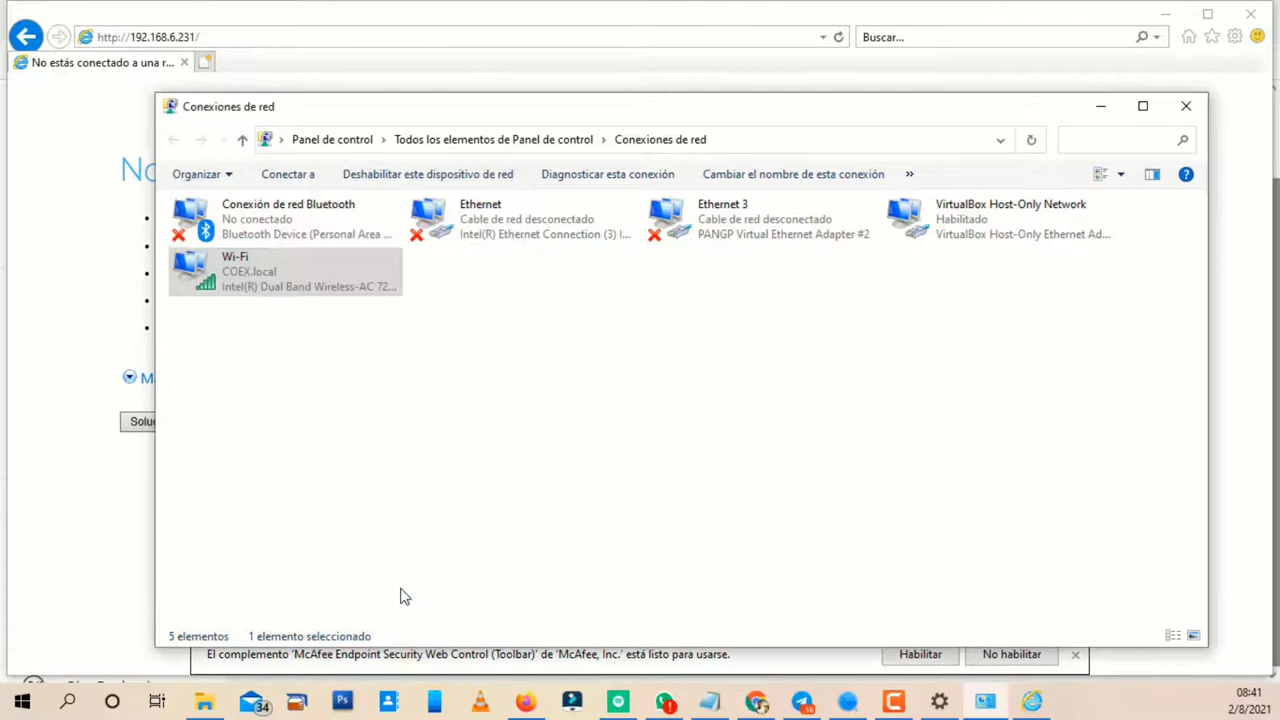 http://192.168.6.231/
Buscar...
No estás conectado a una r...
No
Conexiones de red
Panel de control
Todos los elementos de Panel de control
Conexiones de red
Organizar
Conectar a
Deshabilitar este dispositivo de red
Diagnosticar esta conexión
Cambiar el nombre de esta conexión
»
Conexión de red Bluetooth
No conectado
Bluetooth Device (Personal Area ...
Ethernet
Cable de red desconectado
Intel(R) Ethernet Connection (3) I...
Ethernet 3
Cable de red desconectado
PANGP Virtual Ethernet Adapter #2
VirtualBox Host-Only Network
Habilitado
VirtualBox Host-Only Ethernet Ad...
Wi-Fi
COEX.local
Intel(R) Dual Band Wireless-AC 72...
M
Soluc
5 elementos
1 elemento seleccionado
El complemento 'McAfee Endpoint Security Web Control (Toolbar)' de 'McAfee, Inc.' está listo para usarse.
Habilitar
No habilitar
34
Ps
56
08:41
2/8/2021